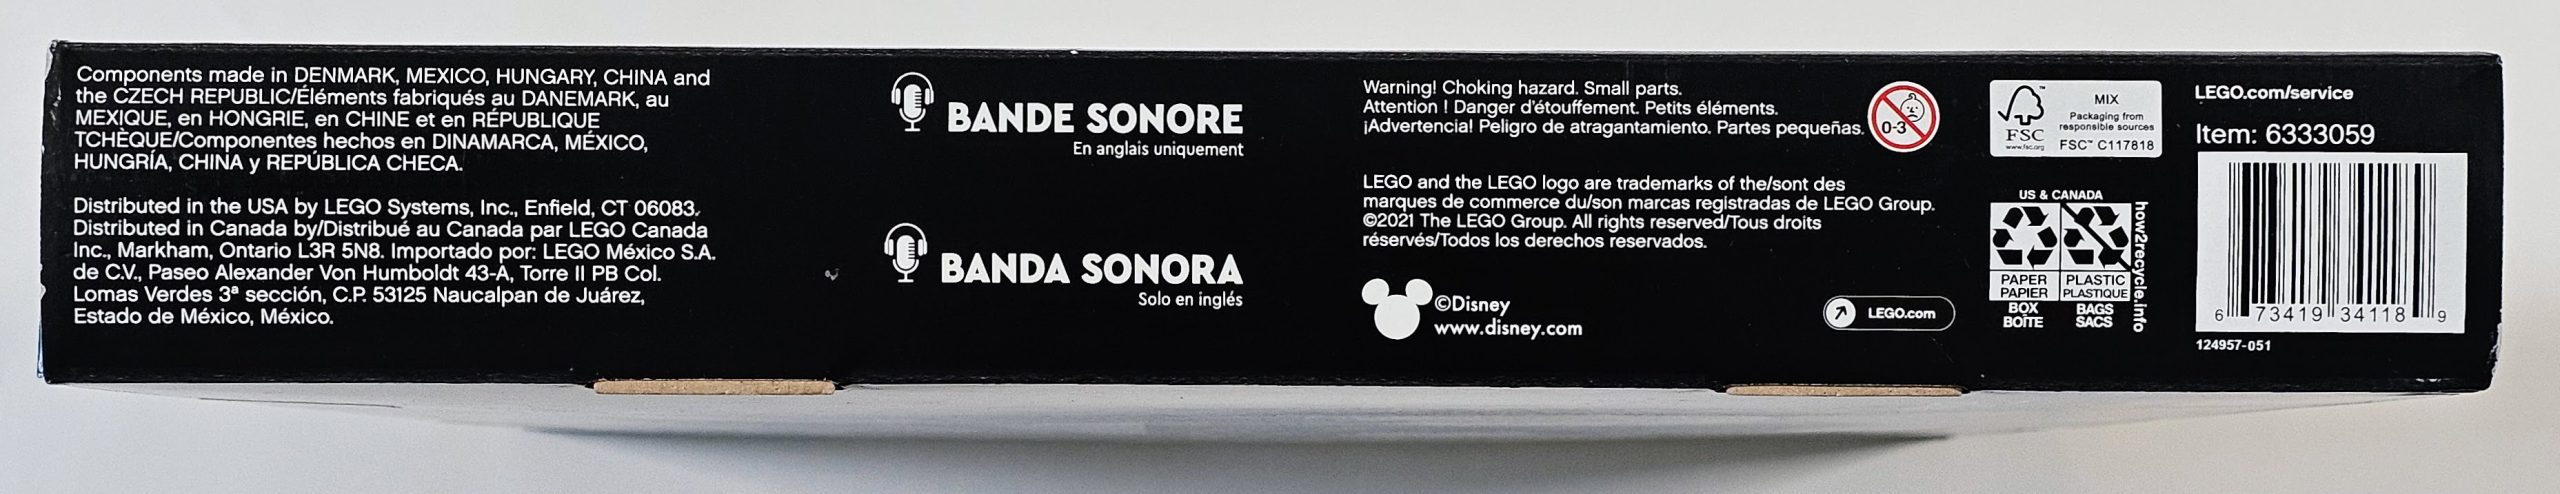 Components made in DENMARK, MEXICO, HUNGARY, CHINA and
the CZECH REPUBLIC/Éléments fabriqués au DANEMARK, au
MEXIQUE, en HONGRIE, en CHINE et en RÉPUBLIQUE
TCHÈQUE/Componentes hechos en DINAMARCA, MÉXICO,
HUNGRÍA, CHINA y REPÚBLICA CHECA.
Distributed in the USA by LEGO Systems, Inc., Enfield, CT 06083.
Distributed in Canada by/Distribué au Canada par LEGO Canada
Inc., Markham, Ontario L3R 5N8. Importado por: LEGO México S.A.
de C.V., Paseo Alexander Von Humboldt 43-A, Torre II PB Col.
Lomas Verdes 3ª sección, C.P. 53125 Naucalpan de Juárez,
Estado de México, México.
BANDE SONORE
En anglais uniquement
BANDA SONORA
Solo en inglés
Warning! Choking hazard. Small parts.
Attention ! Danger d'étouffement. Petits éléments.
¡Advertencia! Peligro de atragantamiento. Partes pequeñas.
0-3
LEGO and the LEGO logo are trademarks of the/sont des
marques de commerce du/son marcas registradas de LEGO Group.
©2021 The LEGO Group. All rights reserved/Tous droits
réservés/Todos los derechos reservados.
©Disney
www.disney.com
LEGO.com
FSC
www.fsc.org
MIX
Packaging from
responsible sources
FSC™ C117818
US & CANADA
PAPER
PAPIER
BOX
BOÎTE
PLASTIC
PLASTIQUE
BAGS
SACS
how2recycle.info
LEGO.com/service
Item: 6333059
6 73419 34118 9
124957-051